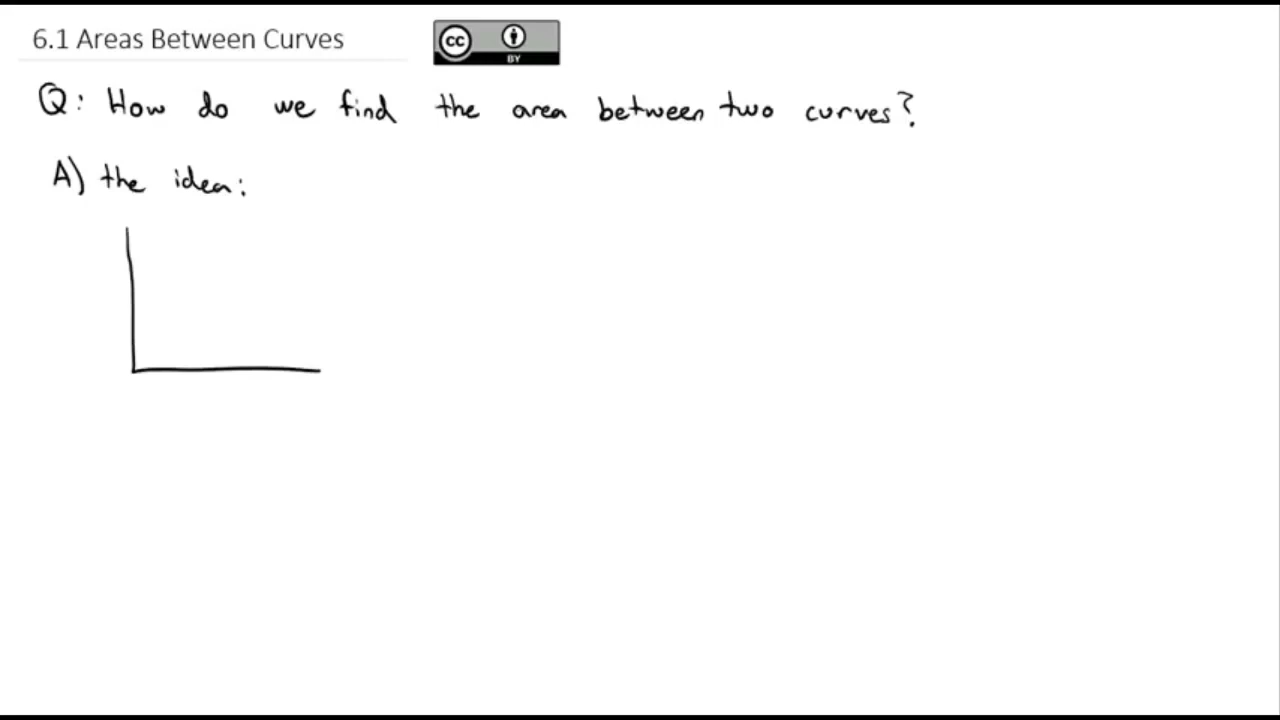 6.1 Areas Between Curves
cc BY
Q: How do we find the area between two curves?
A) the idea: